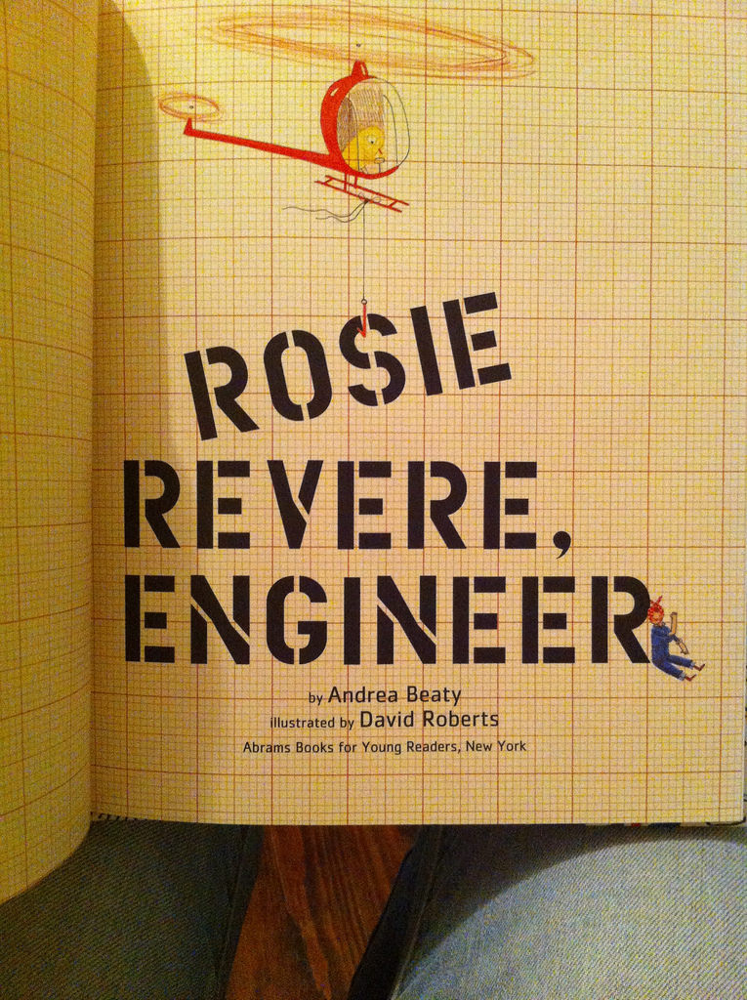 ROSIE
REVERE,
ENGINEER
by Andrea Beaty
illustrated by David Roberts
Abrams Books for Young Readers, New York